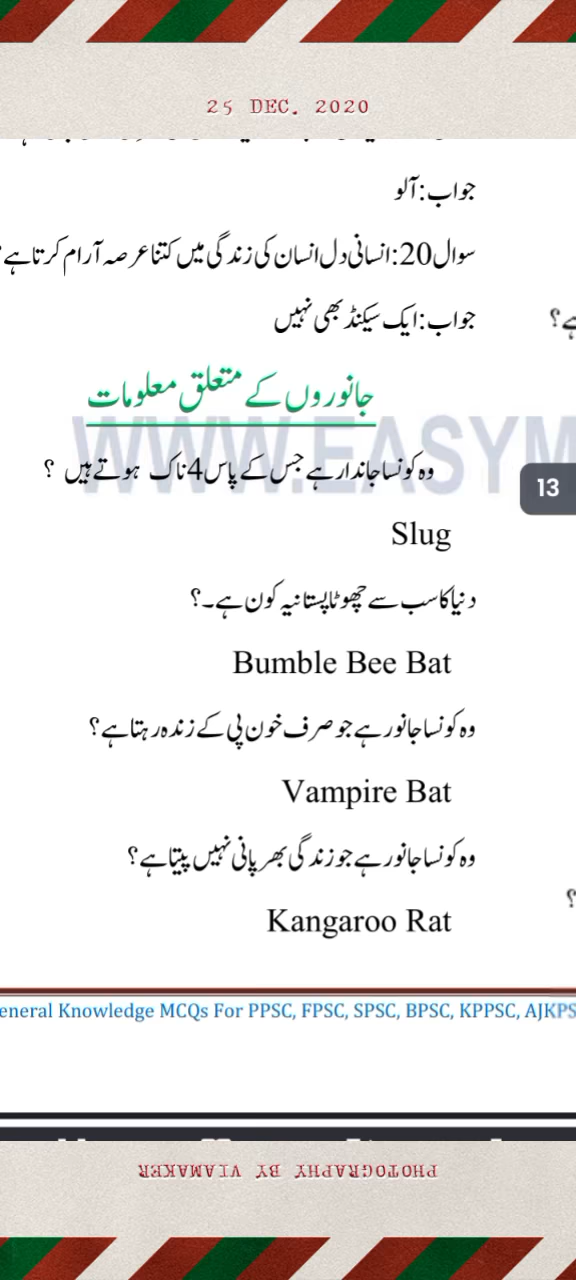 25 DEC. 2020
جواب:آلو
سوال20:انسانی دل انسان کی زندگی میں کتنا عرصہ آرام کرتا ہے؟
جواب:ایک سیکنڈ بھی نہیں
ہے؟
جانوروں کے متعلق معلومات
WWW.EASYM
وہ کونسا جاندار ہے جس کے پاس 4 ناک ہوتے ہیں ؟
13
Slug
دنیا کا سب سے چھوٹا پستانیہ کون ہے۔؟
Bumble Bee Bat
وہ کونسا جانور ہے جو صرف خون پی کے زندہ رہتا ہے؟
Vampire Bat
وہ کونسا جانور ہے جو زندگی بھر پانی نہیں پیتا ہے؟
؟
Kangaroo Rat
eneral Knowledge MCQs For PPSC, FPSC, SPSC, BPSC, KPPSC, AJKPS
PHOTOGRAPHY BY VIAMAKER